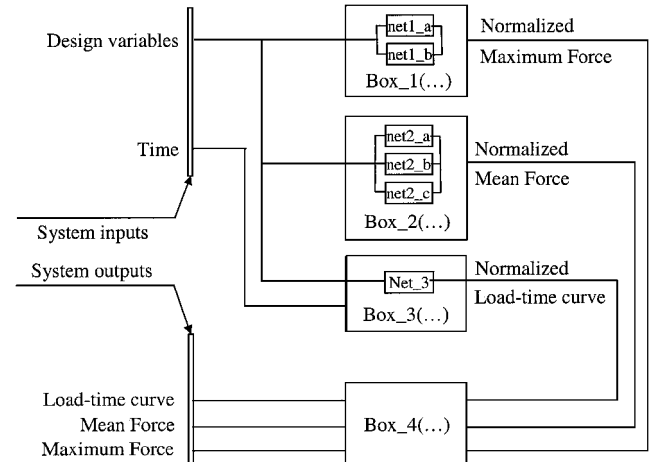 Design variables
net1_a
net1_b
Box_1(...)
Normalized
Maximum Force
Time
net2_a
net2_b
net2_c
Box_2(...)
Normalized
Mean Force
System inputs
System outputs
Net_3
Box_3(...)
Normalized
Load-time curve
Load-time curve
Mean Force
Maximum Force
Box_4(...)